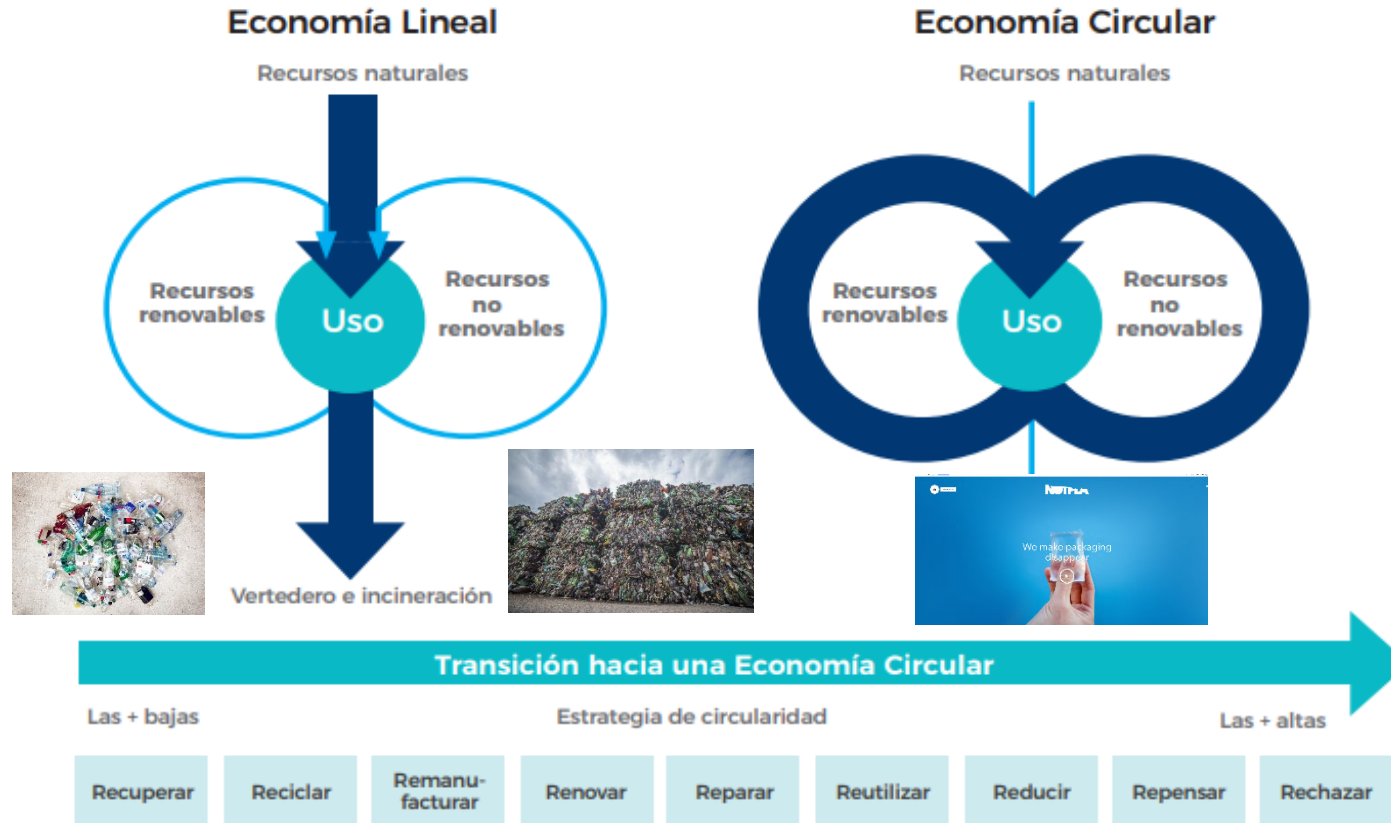 Economía Lineal
Recursos naturales
Recursos
renovables
Uso
Recursos
no
renovables
Vertedero e incineración
Economía Circular
Recursos naturales
Recursos
renovables
Uso
Recursos
no
renovables
We make packaging
disappear
Transición hacia una Economía Circular
Las + bajas
Estrategia de circularidad
Las + altas
Recuperar
Reciclar
Remanu-
facturar
Renovar
Reparar
Reutilizar
Reducir
Repensar
Rechazar